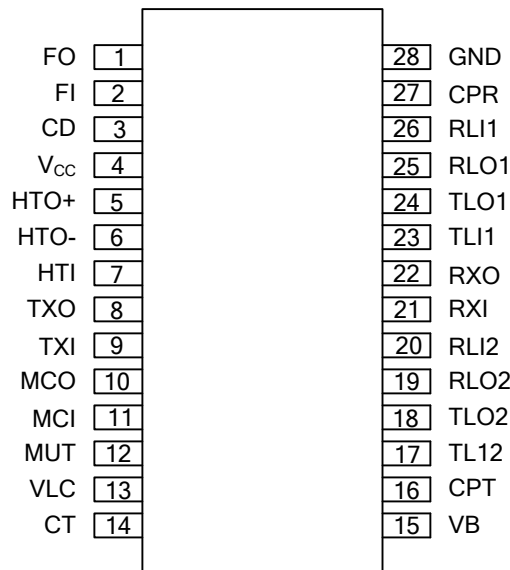 FO 1 28 GND
FI 2 27 CPR
CD 3 26 RLI1
VCC 4 25 RLO1
HTO+ 5 24 TLO1
HTO- 6 23 TLI1
HTI 7 22 RXO
TXO 8 21 RXI
TXI 9 20 RLI2
MCO 10 19 RLO2
MCI 11 18 TLO2
MUT 12 17 TL12
VLC 13 16 CPT
CT 14 15 VB